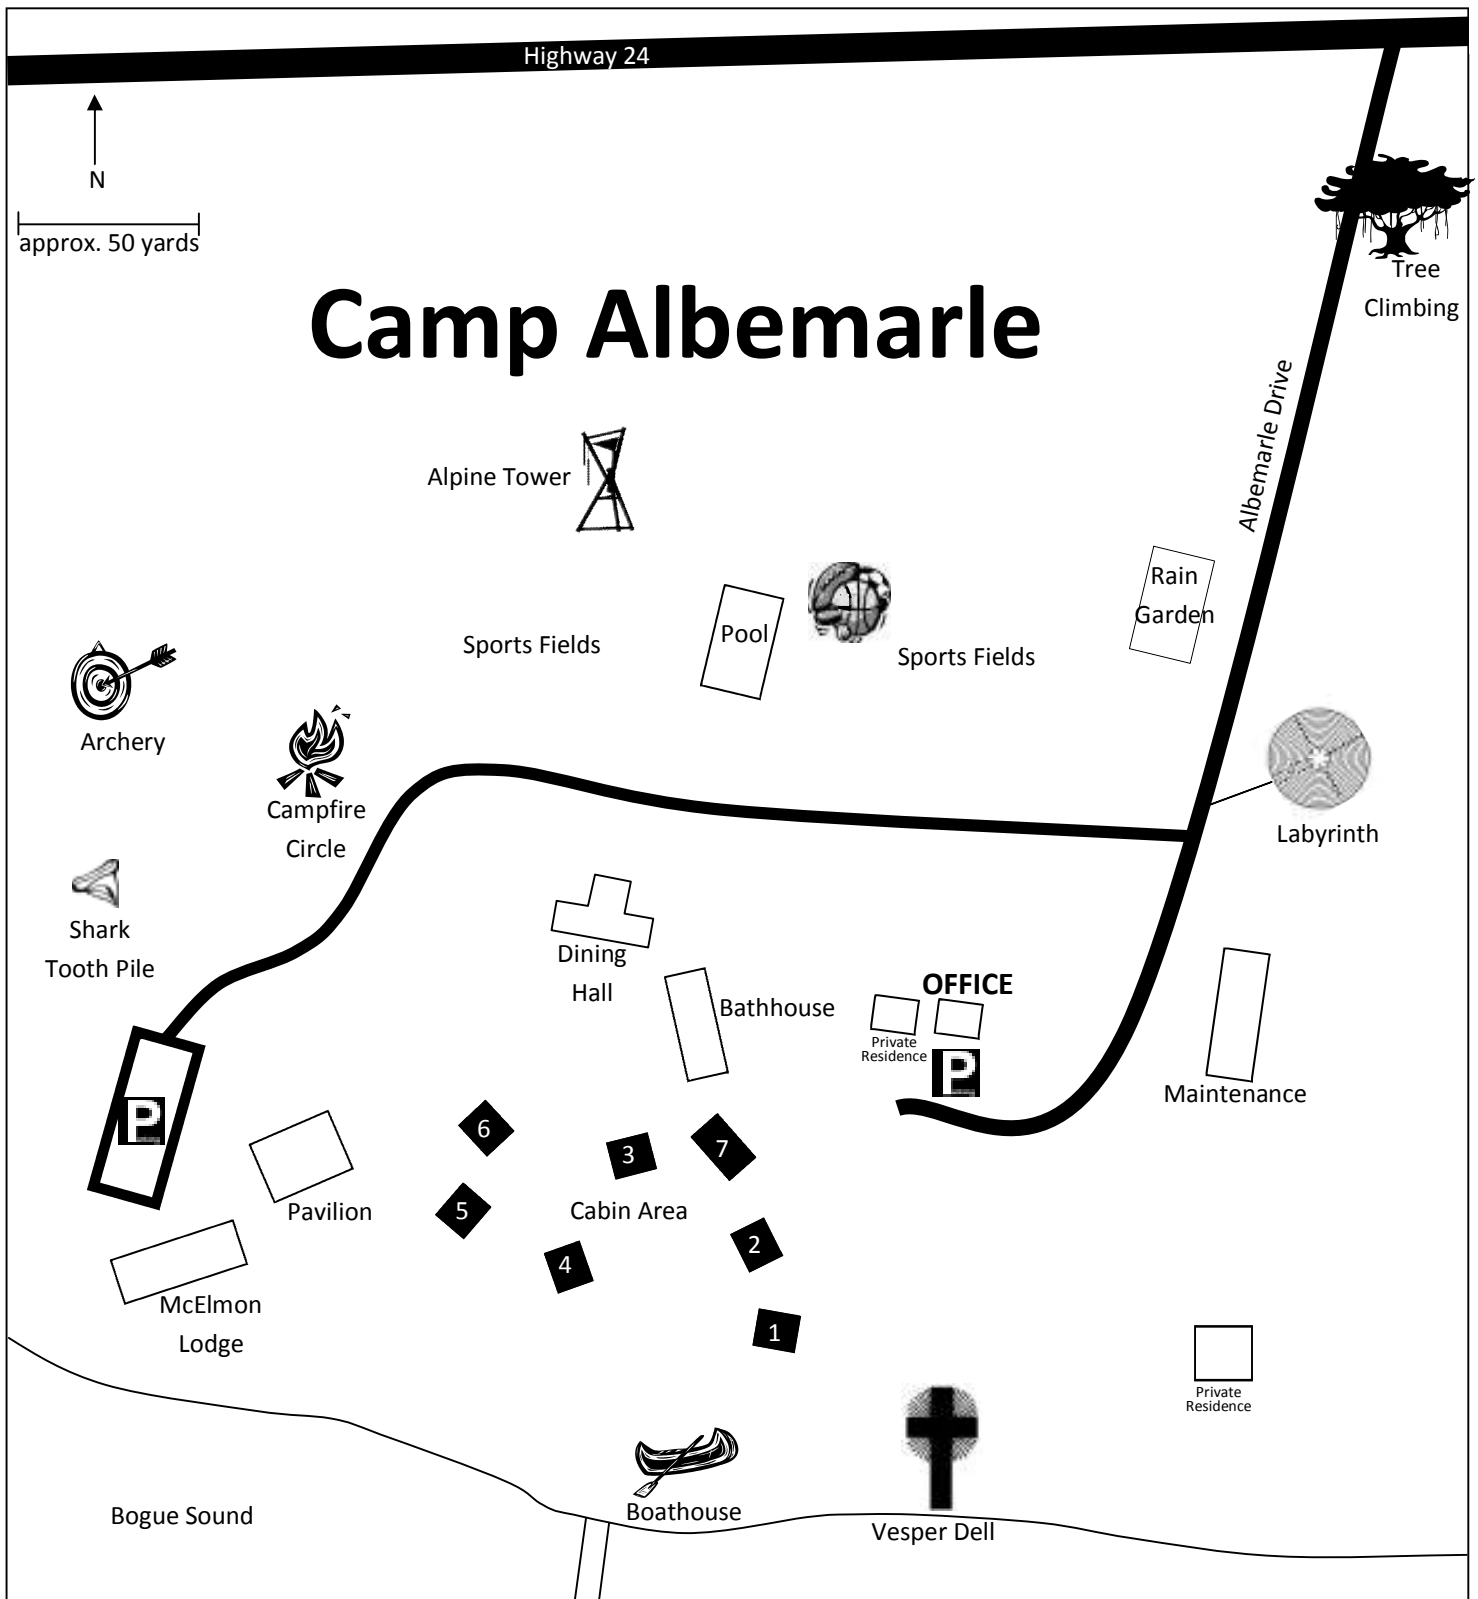 Highway 24
N
approx. 50 yards
Tree
Climbing
Camp Albemarle
Albemarle Drive
Alpine Tower
Rain
Garden
Pool
Sports Fields
Sports Fields
Archery
Campfire
Circle
Labyrinth
Shark
Tooth Pile
Dining
Hall
OFFICE
Bathhouse
Private
Residence
P
Maintenance
P
6
3
7
5
Cabin Area
Pavilion
2
4
McElmon
Lodge
1
Private
Residence
Boathouse
Bogue Sound
Vesper Dell